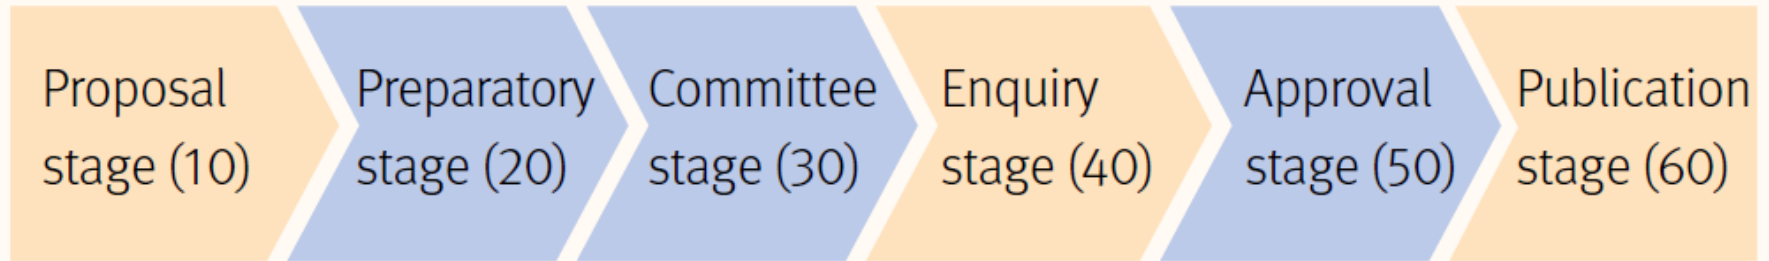 Proposal
stage (10)
Preparatory
stage (20)
Committee
stage (30)
Enquiry
stage (40)
Approval
stage (50)
Publication
stage (60)